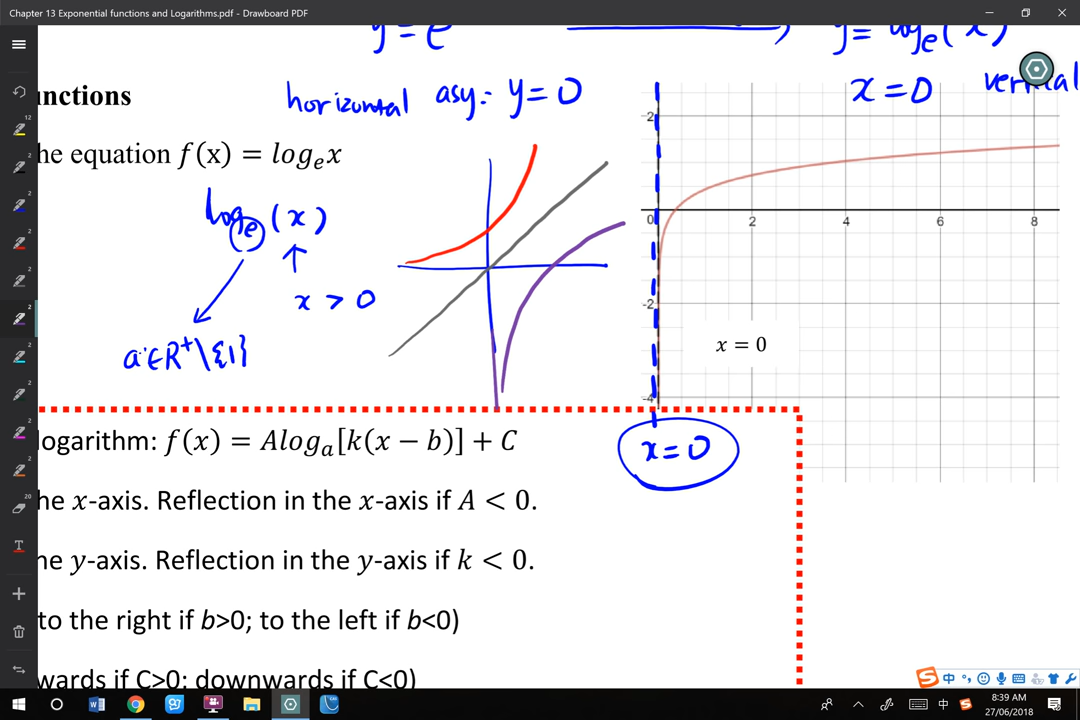 Chapter 13 Exponential functions and Logarithms.pdf - Drawboard PDF
y = e
y = log_e(x)
unctions
horizontal asy: y = 0
x = 0 vertical
he equation f(x) = log_e x
log_e (x)
x > 0
a ∈ R⁺\{1}
2
0
2
4
6
8
-2
-4
x = 0
x = 0
logarithm: f(x) = Alog_a[k(x − b)] + C
he x-axis. Reflection in the x-axis if A < 0.
he y-axis. Reflection in the y-axis if k < 0.
to the right if b>0; to the left if b<0)
wards if C>0; downwards if C<0)
中
8:39 AM
中
27/06/2018